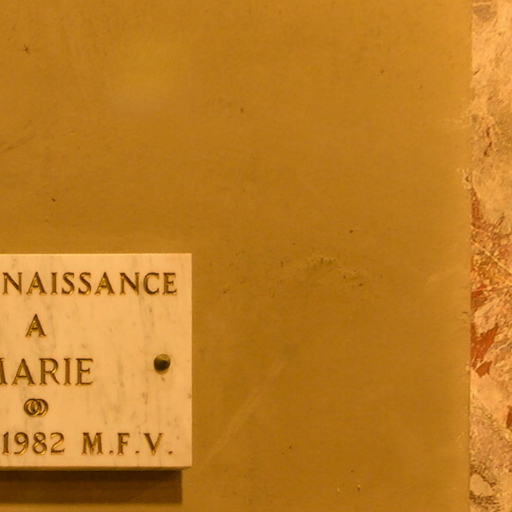 NAISSANCE
A
MARIE
1982 M.F.V.